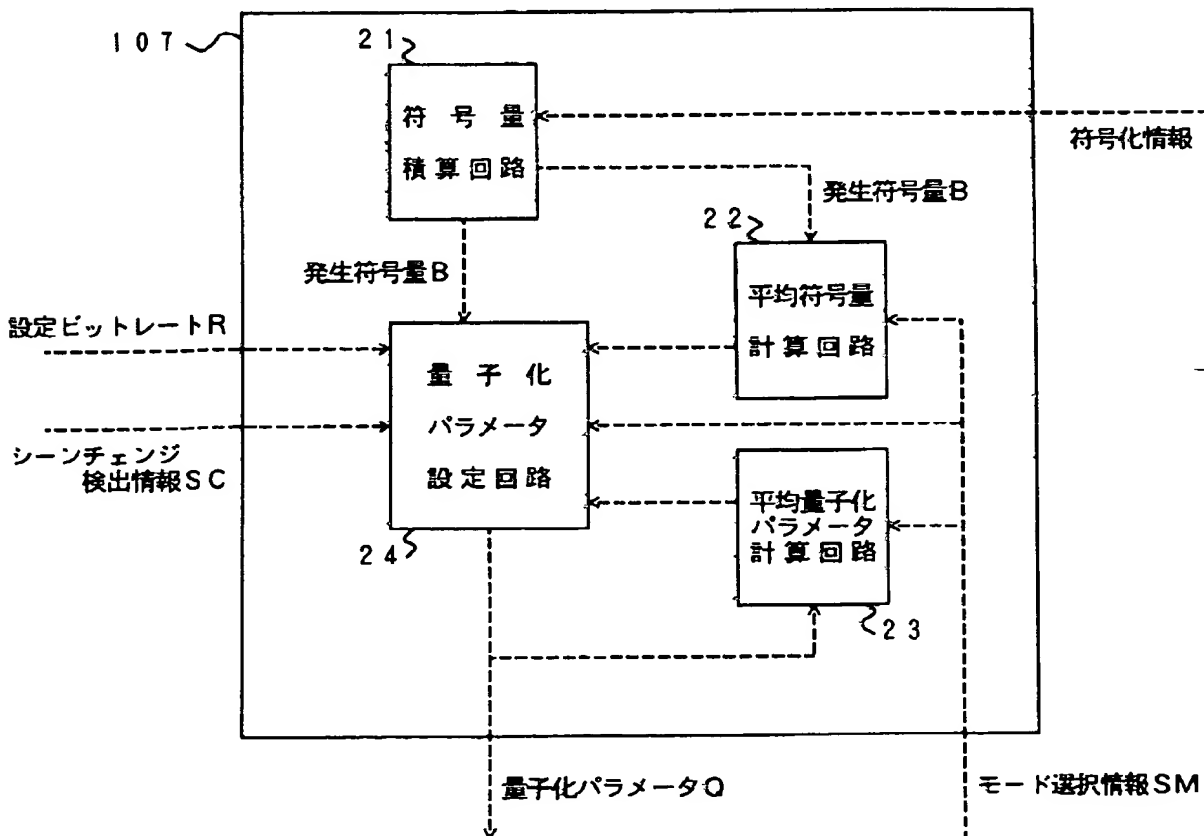 107
21
符号量
積算回路
符号化情報
発生符号量B
22
発生符号量B
平均符号量
計算回路
設定ビットレートR
量子化
パラメータ
設定回路
シーンチェンジ
検出情報SC
平均量子化
パラメータ
計算回路
24
23
量子化パラメータQ
モード選択情報SM